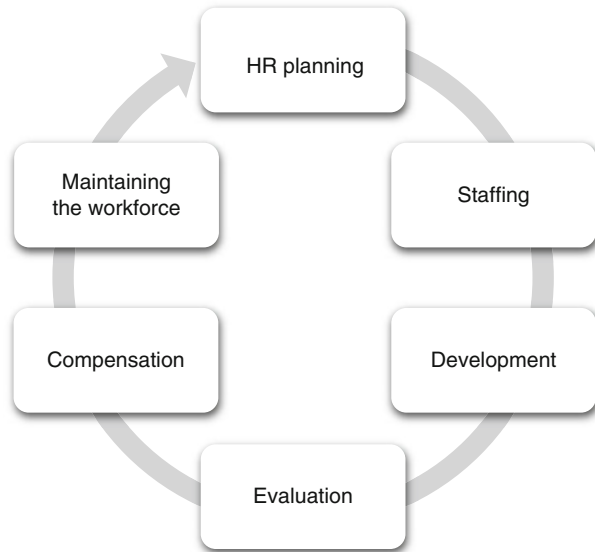 HR planning
Staffing
Development
Evaluation
Compensation
Maintaining
the workforce